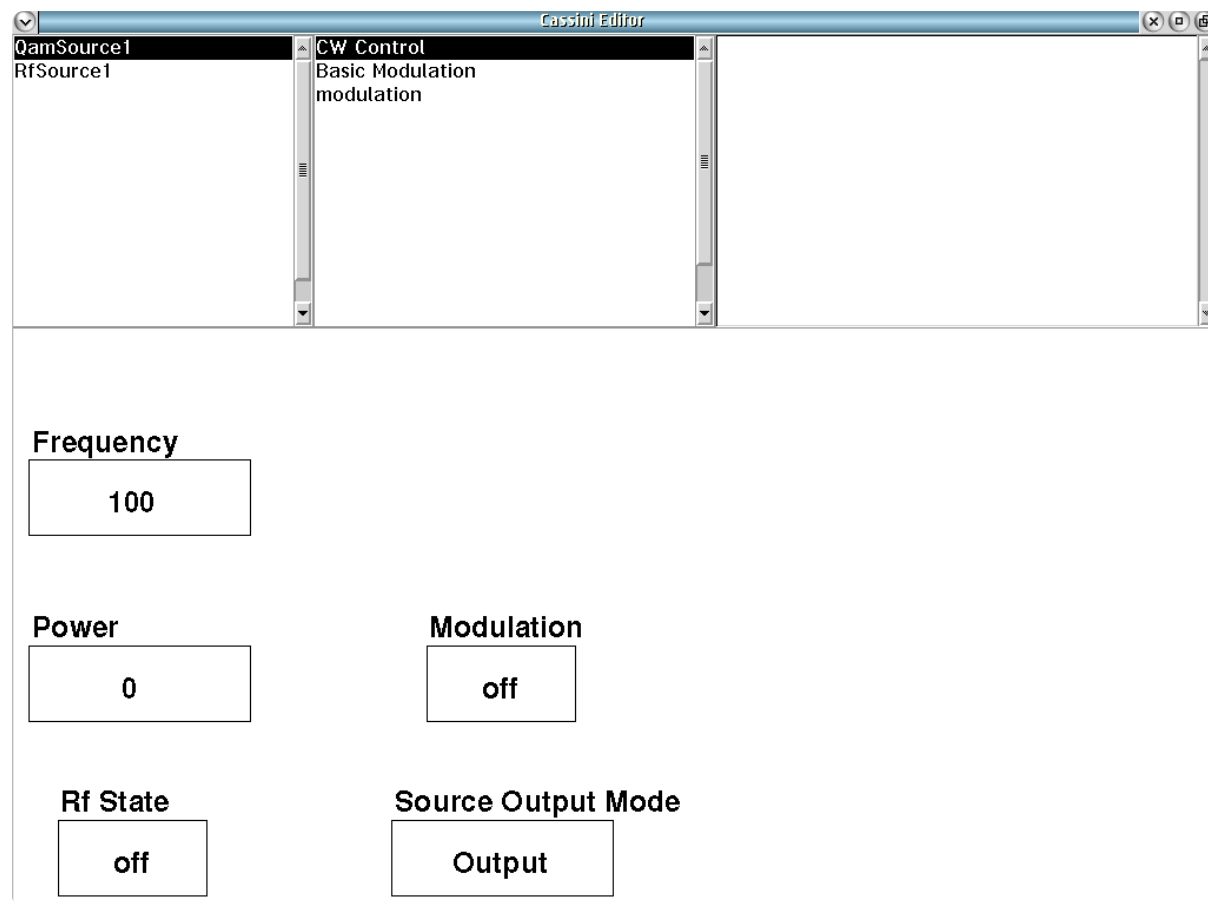 Cassini Editor
QamSource1
RfSource1
CW Control
Basic Modulation
modulation
Frequency
100
Power
0
Modulation
off
Rf State
off
Source Output Mode
Output